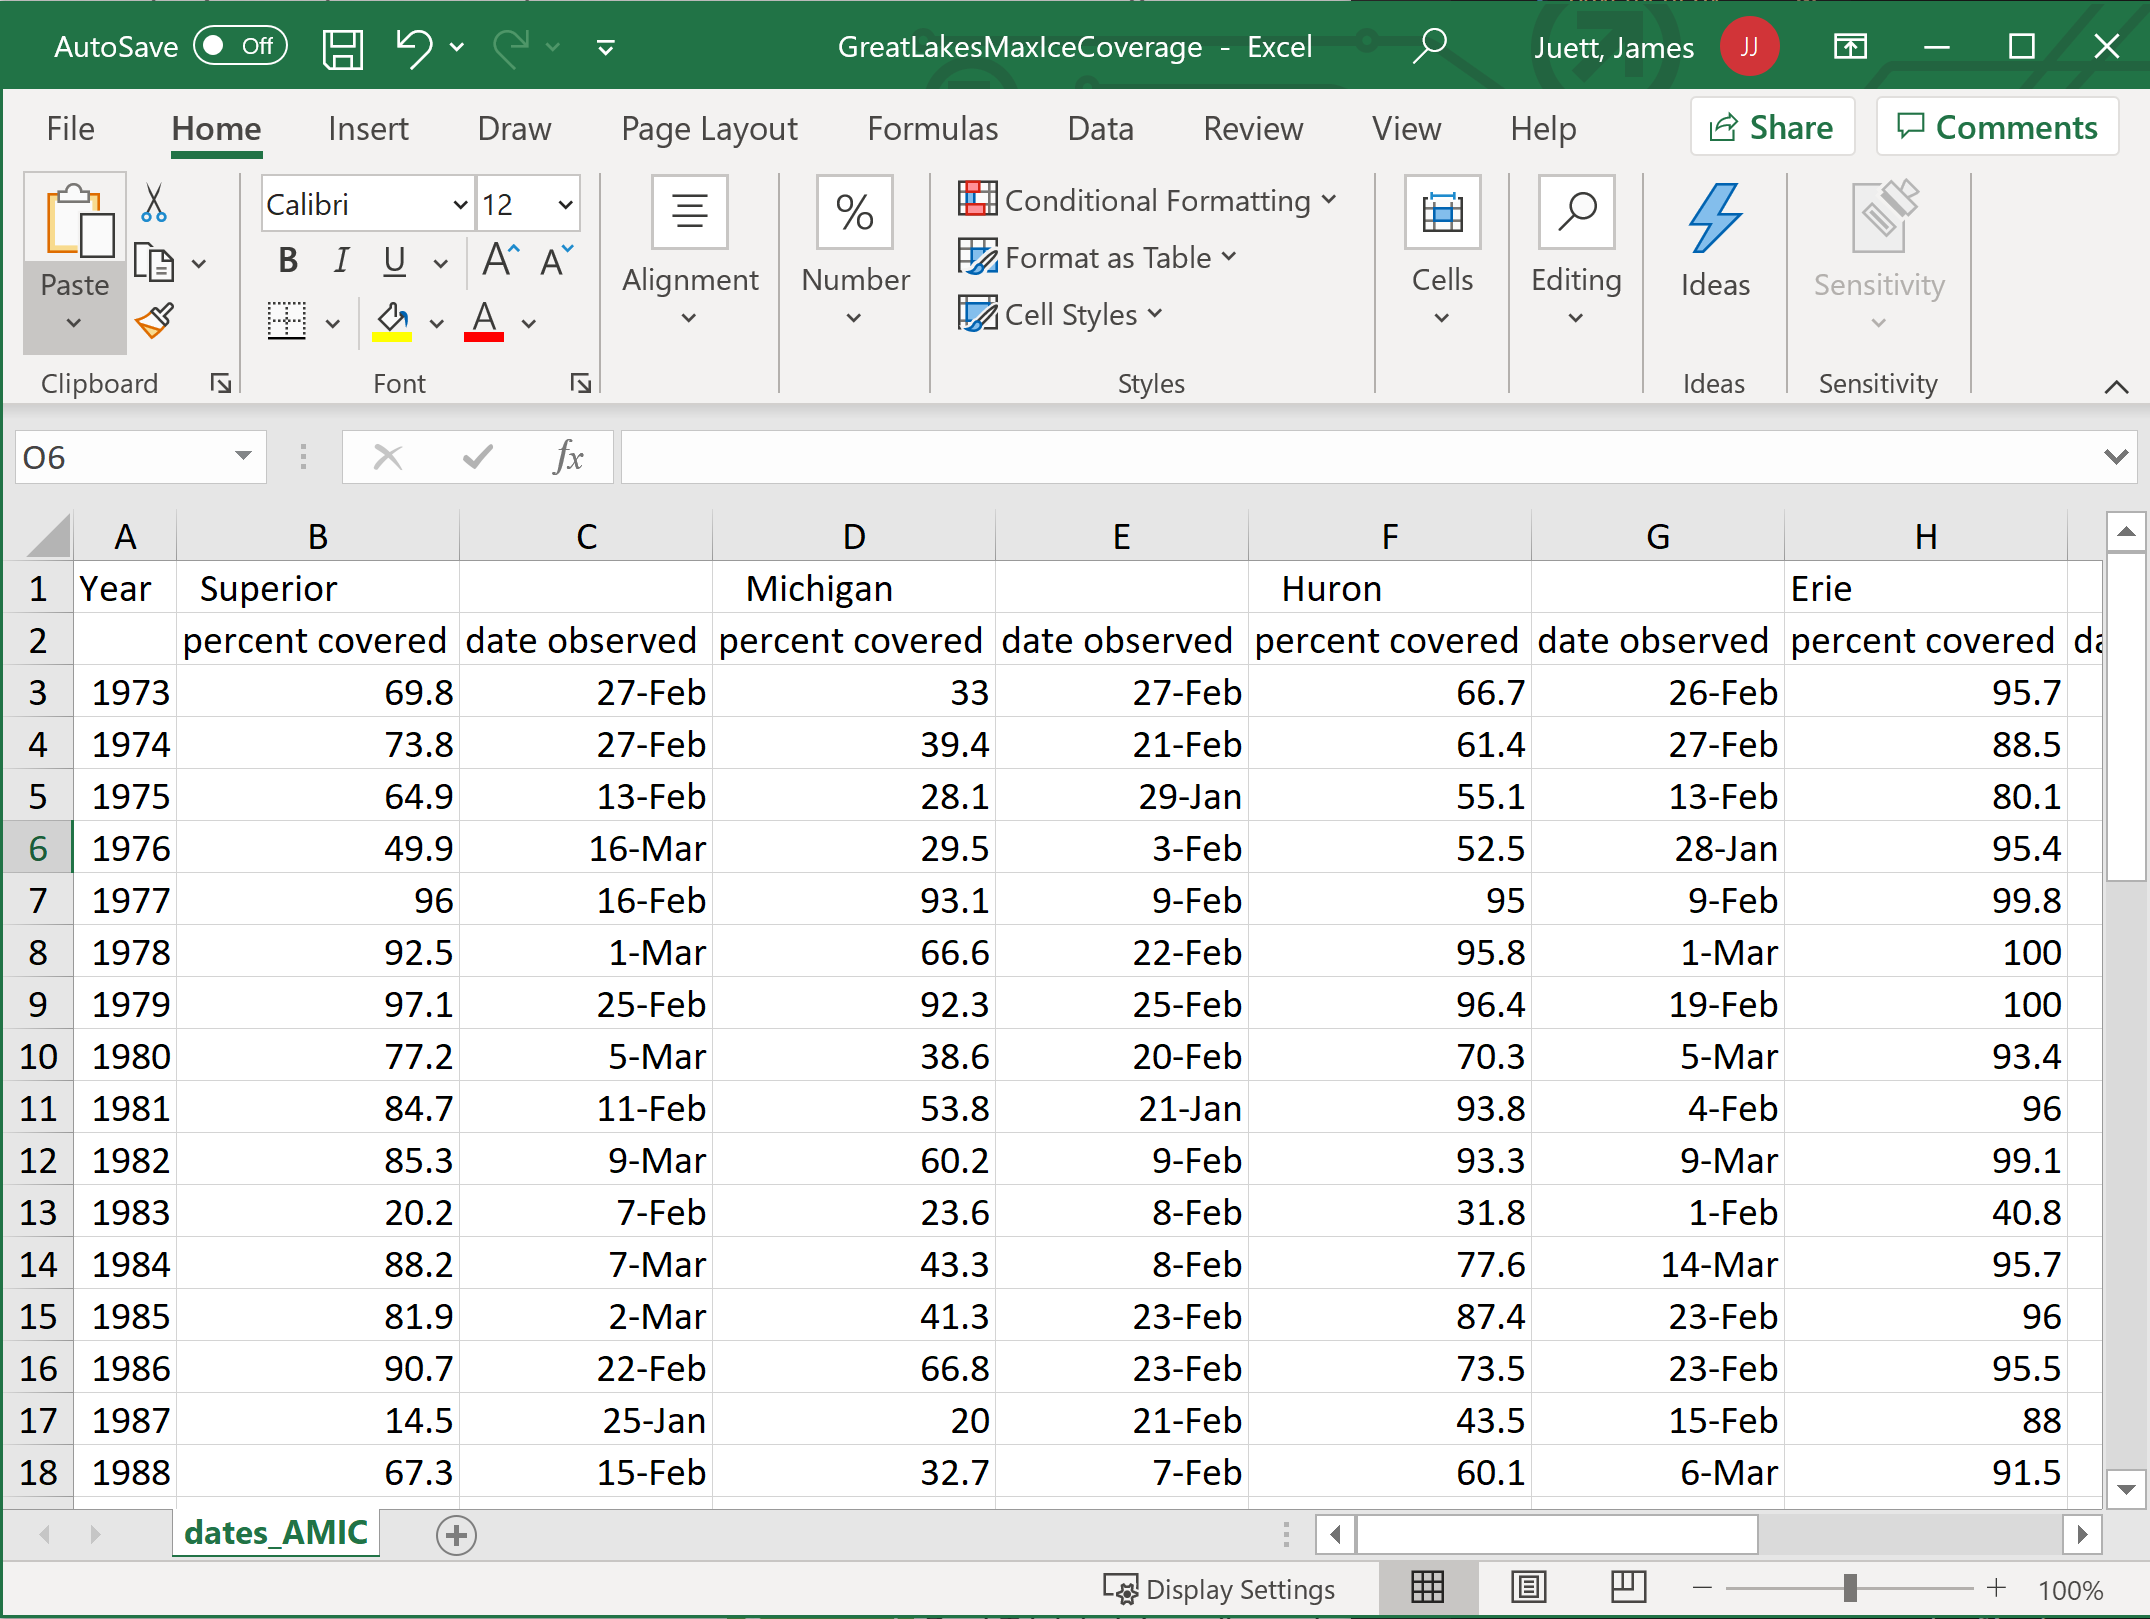 AutoSave Off GreatLakesMaxIceCoverage - Excel Juett, James JJ
File Home Insert Draw Page Layout Formulas Data Review View Help Share Comments
Calibri 12 Conditional Formatting
B I U A A Format as Table
Paste Alignment Number Cells Editing Ideas Sensitivity
A Cell Styles
Clipboard Font Styles Ideas Sensitivity
O6 fx
A B C D E F G H
1 Year Superior Michigan Huron Erie
2 percent covered date observed percent covered date observed percent covered date observed percent covered
3 1973 69.8 27-Feb 33 27-Feb 66.7 26-Feb 95.7
4 1974 73.8 27-Feb 39.4 21-Feb 61.4 27-Feb 88.5
5 1975 64.9 13-Feb 28.1 29-Jan 55.1 13-Feb 80.1
6 1976 49.9 16-Mar 29.5 3-Feb 52.5 28-Jan 95.4
7 1977 96 16-Feb 93.1 9-Feb 95 9-Feb 99.8
8 1978 92.5 1-Mar 66.6 22-Feb 95.8 1-Mar 100
9 1979 97.1 25-Feb 92.3 25-Feb 96.4 19-Feb 100
10 1980 77.2 5-Mar 38.6 20-Feb 70.3 5-Mar 93.4
11 1981 84.7 11-Feb 53.8 21-Jan 93.8 4-Feb 96
12 1982 85.3 9-Mar 60.2 9-Feb 93.3 9-Mar 99.1
13 1983 20.2 7-Feb 23.6 8-Feb 31.8 1-Feb 40.8
14 1984 88.2 7-Mar 43.3 8-Feb 77.6 14-Mar 95.7
15 1985 81.9 2-Mar 41.3 23-Feb 87.4 23-Feb 96
16 1986 90.7 22-Feb 66.8 23-Feb 73.5 23-Feb 95.5
17 1987 14.5 25-Jan 20 21-Feb 43.5 15-Feb 88
18 1988 67.3 15-Feb 32.7 7-Feb 60.1 6-Mar 91.5
dates_AMIC
Display Settings 100%